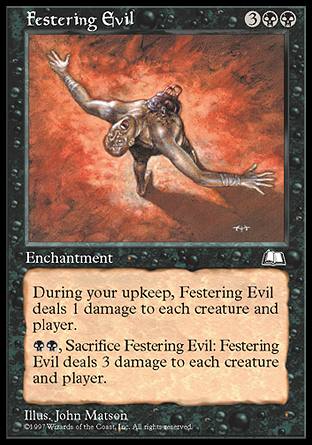 Festering Evil 3
Enchantment
During your upkeep, Festering Evil
deals 1 damage to each creature and
player.
, Sacrifice Festering Evil: Festering
Evil deals 3 damage to each creature
and player.
Illus. John Matson
©1997 Wizards of the Coast, Inc. All rights reserved.